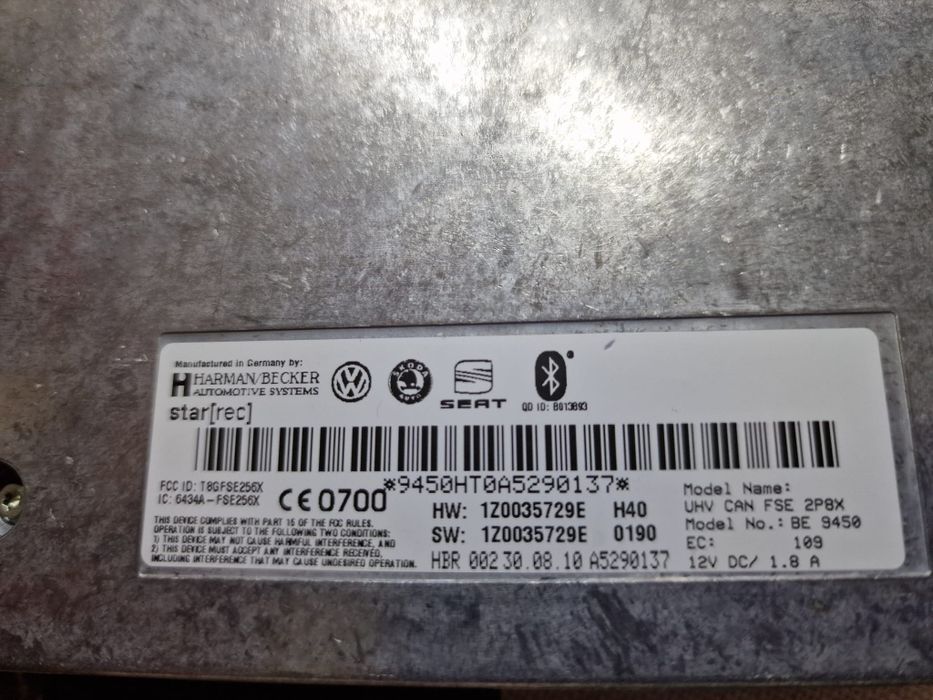 Manufactured in Germany by:
HARMAN/BECKER
AUTOMOTIVE SYSTEMS
star[rec]
ŠKODA
AUTO
SEAT
QD ID: B013893
FCC ID: T8GFSE256X
IC: 6434A-FSE256X
CE0700
*9450HT0A5290137*
THIS DEVICE COMPLIES WITH PART 15 OF THE FCC RULES.
OPERATION IS SUBJECT TO THE FOLLOWING TWO CONDITIONS:
1) THIS DEVICE MAY NOT CAUSE HARMFUL INTERFERENCE, AND
2) THIS DEVICE MUST ACCEPT ANY INTERFERENCE RECEIVED,
INCLUDING INTERFERENCE THAT MAY CAUSE UNDESIRED OPERATION.
HW: 1Z0035729E H40
SW: 1Z0035729E 0190
HBR 002 30.08.10 A5290137
Model Name:
UHV CAN FSE 2P8X
Model No.: BE 9450
EC: 109
12V DC/ 1.8 A